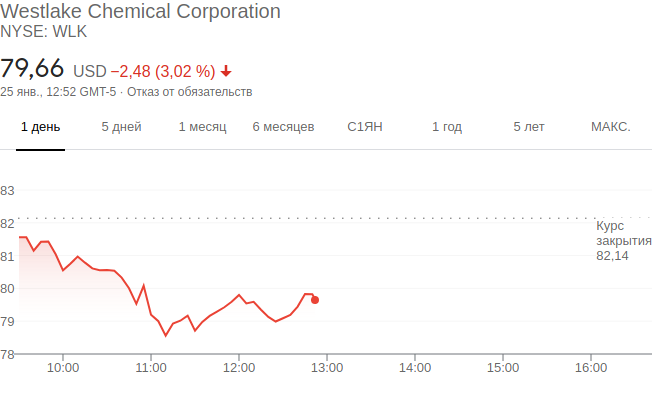 Westlake Chemical Corporation
NYSE: WLK
79,66 USD −2,48 (3,02 %)
25 янв., 12:52 GMT-5 · Отказ от обязательств
1 день 5 дней 1 месяц 6 месяцев С1ЯН 1 год 5 лет МАКС.
83
82
Курс
закрытия
82,14
81
80
79
78
10:00 11:00 12:00 13:00 14:00 15:00 16:00